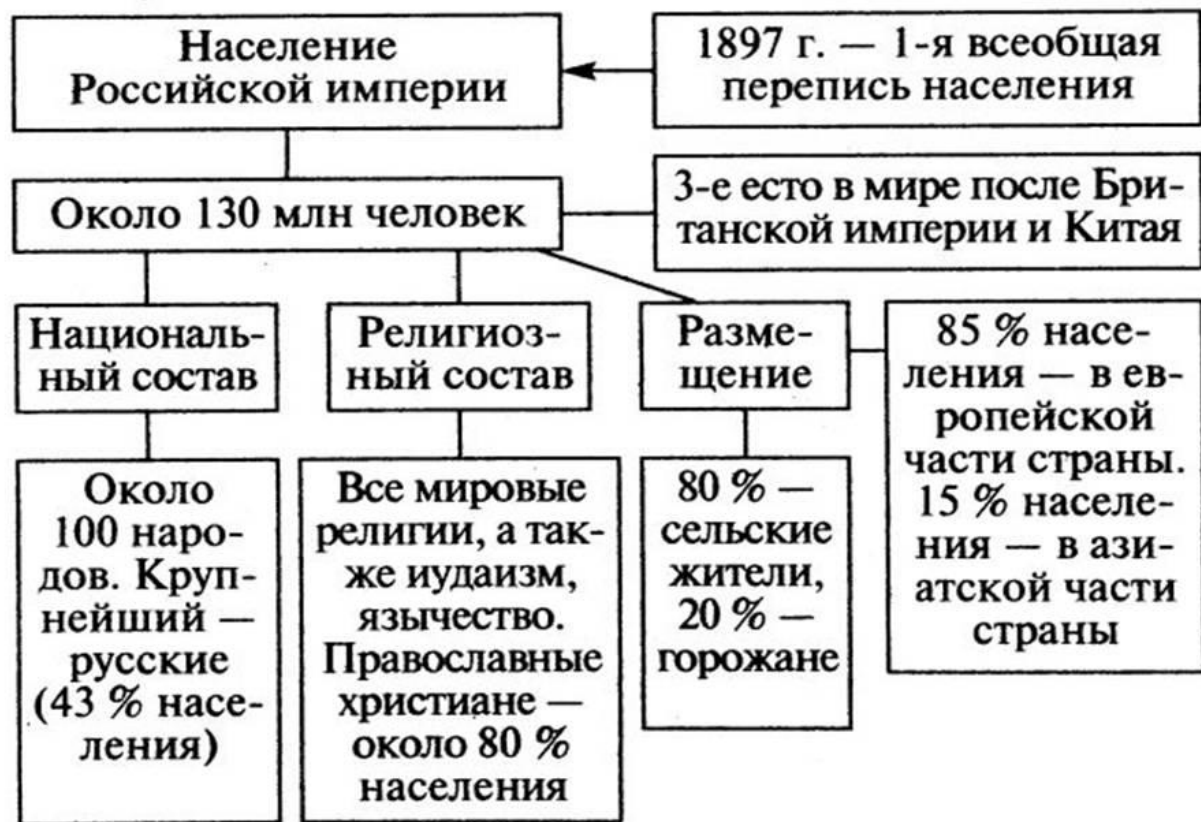 Население
Российской империи
1897 г. — 1-я всеобщая
перепись населения
Около 130 млн человек
3-е есто в мире после Бри-
танской империи и Китая
Националь-
ный состав
Религиоз-
ный состав
Разме-
щение
85 % насе-
ления — в ев-
ропейской
части страны.
15 % населе-
ния — в ази-
атской части
страны
Около
100 наро-
дов. Круп-
нейший —
русские
(43 % насе-
ления)
Все мировые
религии, а так-
же иудаизм,
язычество.
Православные
христиане —
около 80 %
населения
80 % —
сельские
жители,
20 % —
горожане